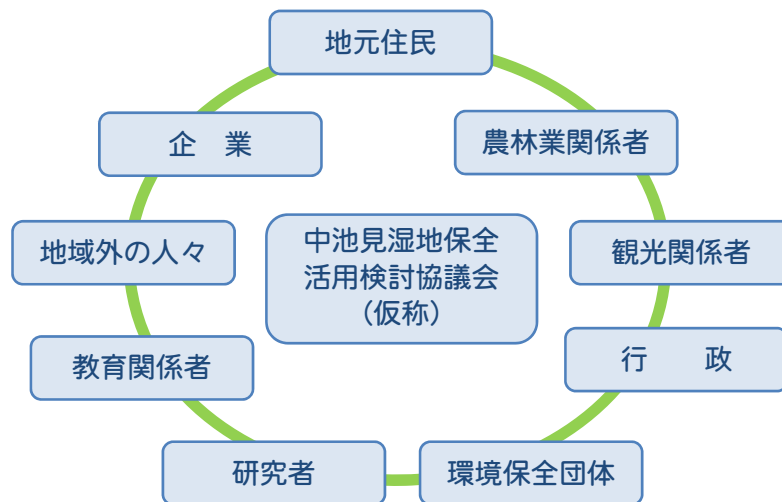 地元住民
企　業
農林業関係者
地域外の人々
中池見湿地保全
活用検討協議会
（仮称）
観光関係者
教育関係者
行　　政
研究者
環境保全団体